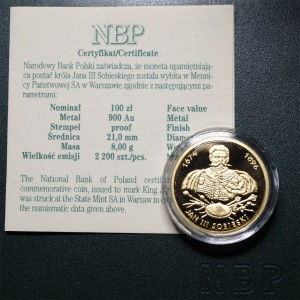 NBP
Certyfikat/Certificate
Narodowy Bank Polski zaświadcza, że moneta upamiętniają-
ca postać króla Jana III Sobieskiego została wybita w Menni-
cy Państwowej SA w Warszawie zgodnie z następującymi pa-
rametrami:
Nominał 100 zł Face value
Metal 900 Au Metal
Stempel proof Finish
Średnica 21,0 mm Diam
Masa 8,00 g
Wielkość emisji 2 200 szt./pcs.
The National Bank of Poland certif
commemorative coin, issued to mark King J
was struck at the State Mint SA in Warsaw in
the numismatic data given above.
1674 1696
JAN III SOBIESKI
NBP